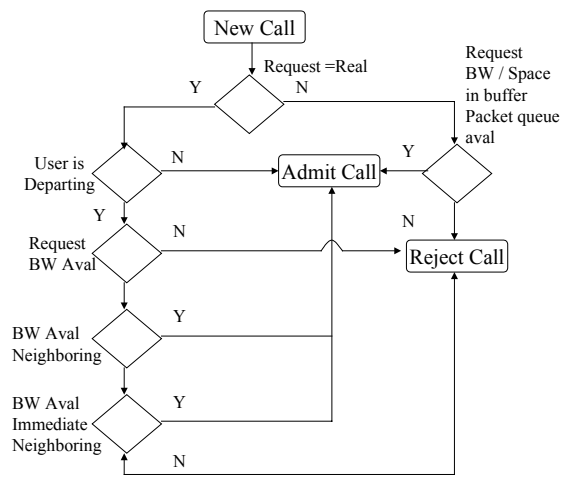 New Call
Request =Real
Request
BW / Space
in buffer
Packet queue
aval
Y
N
User is
Departing
N
Admit Call
Y
Y
N
Request
BW Aval
N
Reject Call
BW Aval
Neighboring
Y
BW Aval
Immediate
Neighboring
Y
N